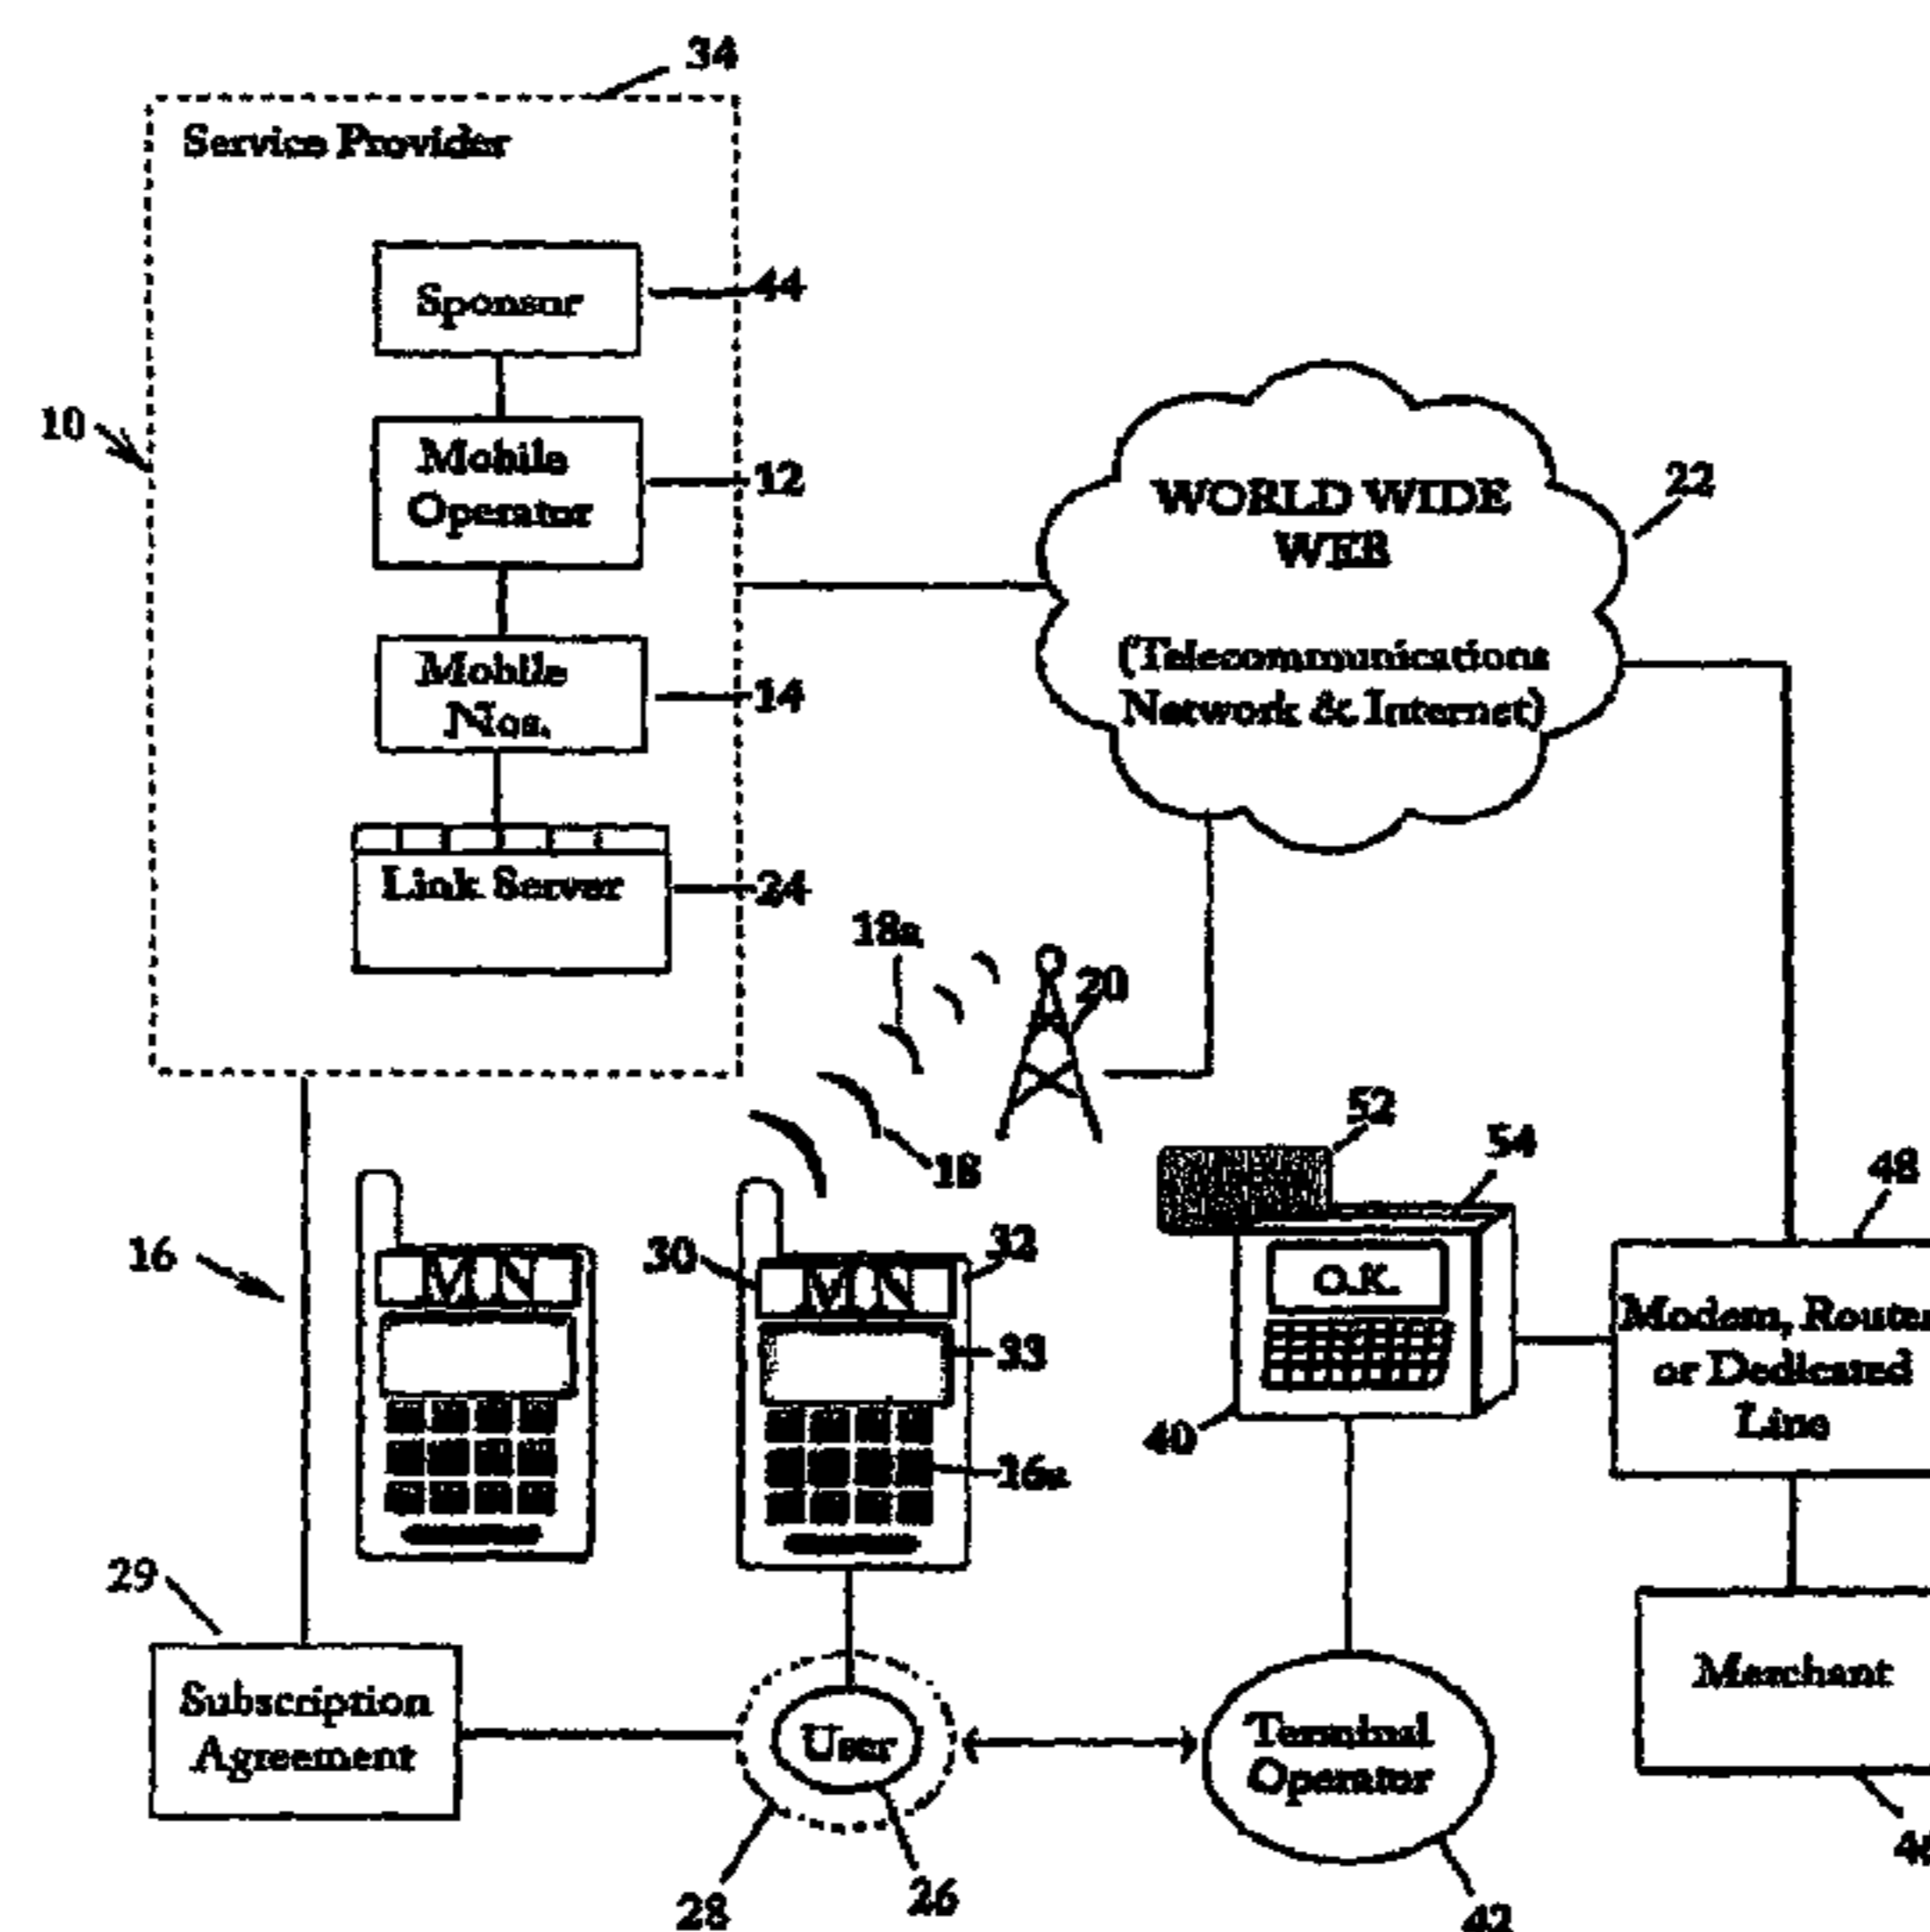 34
Service Provider
Sponsor
44
10
Mobile
Operator
12
Mobile
Nos.
14
Link Server
24
WORLD WIDE
WEB
22
(Telecommunications
Network & Internet)
18a
20
18
52
54
48
16
M N
30
M N
32
33
16a
O.K.
40
Modem, Router
or Dedicated
Line
29
Subscription
Agreement
User
28
26
Terminal
Operator
42
Merchant